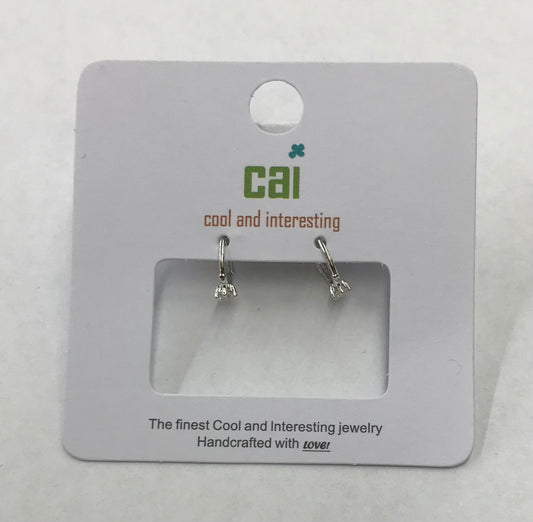 cai
cool and interesting
The finest Cool and Interesting jewelry
Handcrafted with love!